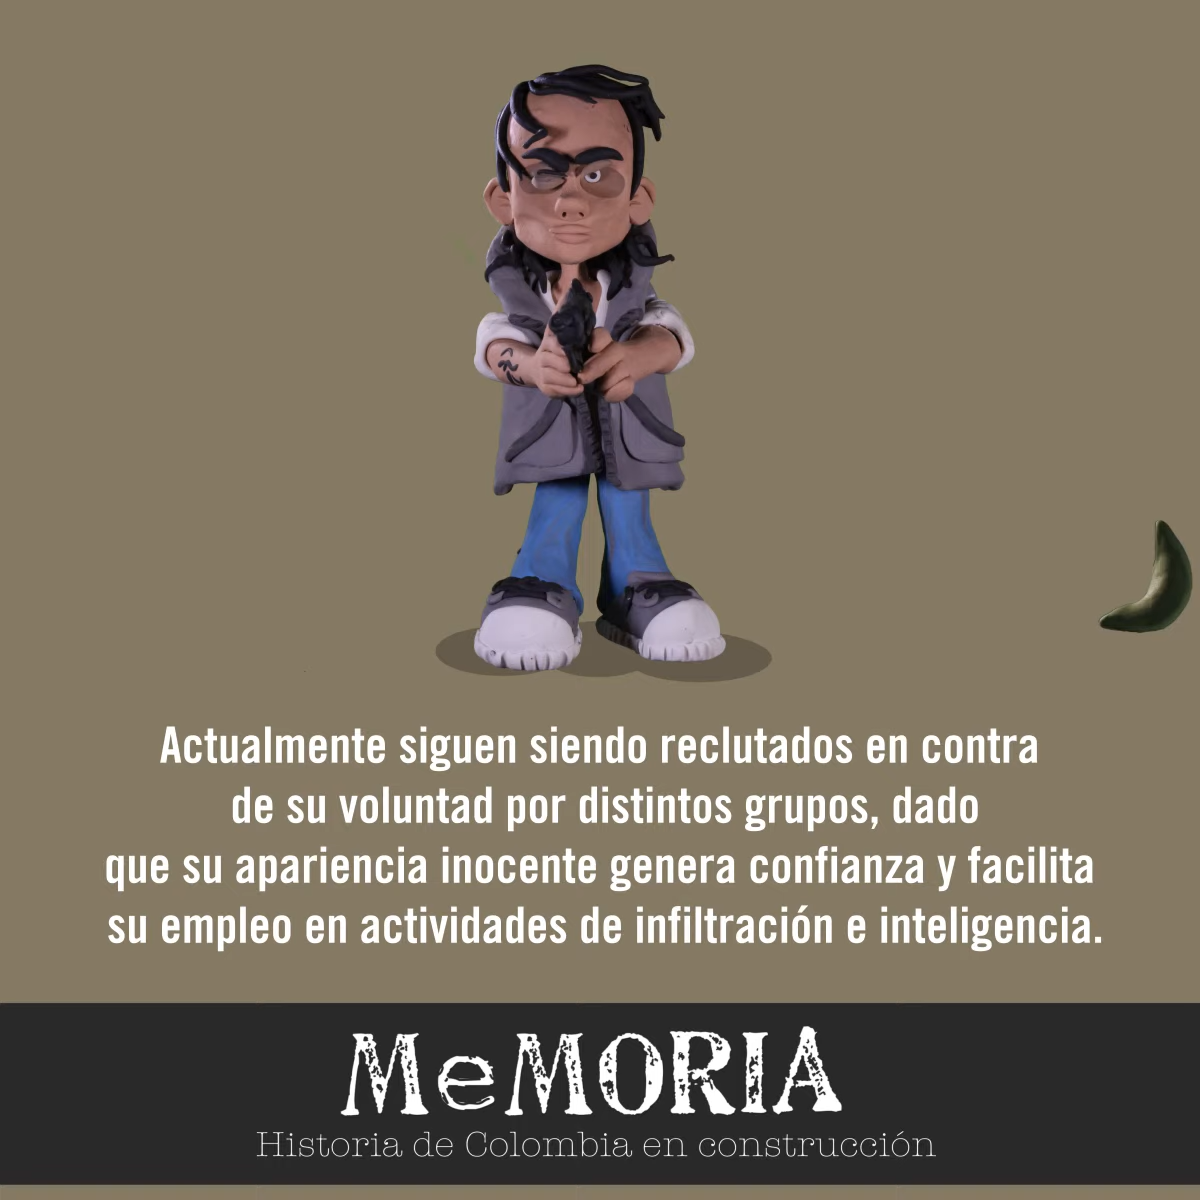 Actualmente siguen siendo reclutados en contra
de su voluntad por distintos grupos, dado
que su apariencia inocente genera confianza y facilita
su empleo en actividades de infiltración e inteligencia.
MeMORIA
Historia de Colombia en construcción